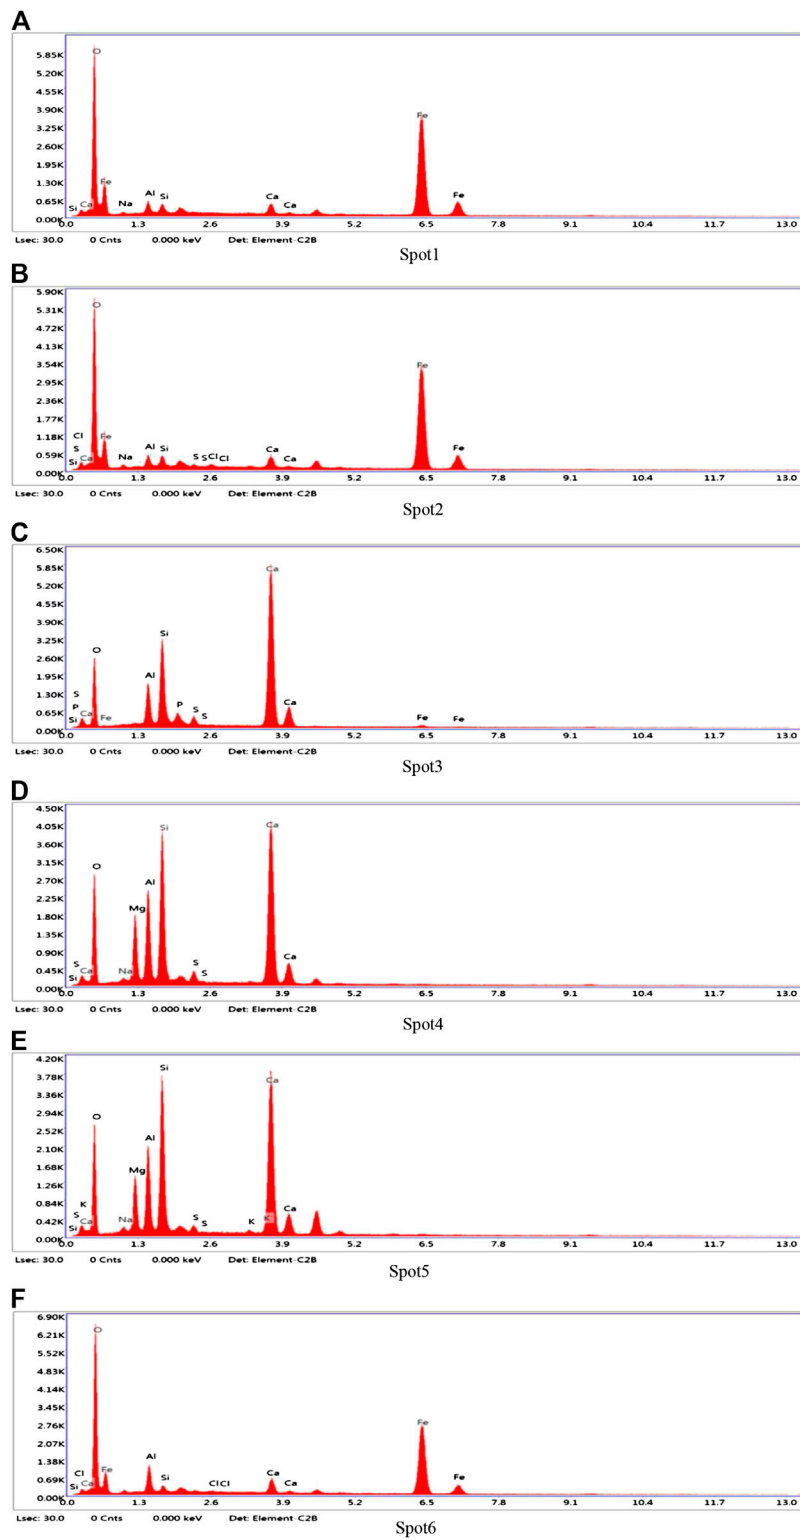 A
5.85K
5.20K
4.55K
3.90K
3.25K
2.60K
1.95K
1.30K
0.65K
0.00K
O
Fe
Si Ca Fe Na Al Si Ca Ca Fe
0.0 1.3 2.6 3.9 5.2 6.5 7.8 9.1 10.4 11.7 13.0
Lsec: 30.0 0 Cnts 0.000 keV Det: Element-C2B
Spot1
B
5.90K
5.31K
4.72K
4.13K
3.54K
2.95K
2.36K
1.77K
1.18K
0.59K
0.00K
O
Fe
Cl
S
Si Ca Fe Na Al Si S S Cl Cl Ca Ca Fe
0.0 1.3 2.6 3.9 5.2 6.5 7.8 9.1 10.4 11.7 13.0
Lsec: 30.0 0 Cnts 0.000 keV Det: Element-C2B
Spot2
C
6.50K
5.85K
5.20K
4.55K
3.90K
3.25K
2.60K
1.95K
1.30K
0.65K
0.00K
Ca
Si
O
Al
S
P
Si Ca Fe P S S Ca Fe Fe
0.0 1.3 2.6 3.9 5.2 6.5 7.8 9.1 10.4 11.7 13.0
Lsec: 30.0 0 Cnts 0.000 keV Det: Element-C2B
Spot3
D
4.50K
4.05K
3.60K
3.15K
2.70K
2.25K
1.80K
1.35K
0.90K
0.45K
0.00K
Si Ca
O
Al
Mg
S
Si Ca Na S S Ca
0.0 1.3 2.6 3.9 5.2 6.5 7.8 9.1 10.4 11.7 13.0
Lsec: 30.0 0 Cnts 0.000 keV Det: Element-C2B
Spot4
E
4.20K
3.78K
3.36K
2.94K
2.52K
2.10K
1.68K
1.26K
0.84K
0.42K
0.00K
Si
Ca
O
Al
Mg
K
S
Si Ca Na S S K K Ca
0.0 1.3 2.6 3.9 5.2 6.5 7.8 9.1 10.4 11.7 13.0
Lsec: 30.0 0 Cnts 0.000 keV Det: Element-C2B
Spot5
F
6.90K
6.21K
5.52K
4.83K
4.14K
3.45K
2.76K
2.07K
1.38K
0.69K
0.00K
O
Fe
Al
Cl
Si Ca Fe Si Cl Cl Ca Ca Fe
0.0 1.3 2.6 3.9 5.2 6.5 7.8 9.1 10.4 11.7 13.0
Lsec: 30.0 0 Cnts 0.000 keV Det: Element-C2B
Spot6